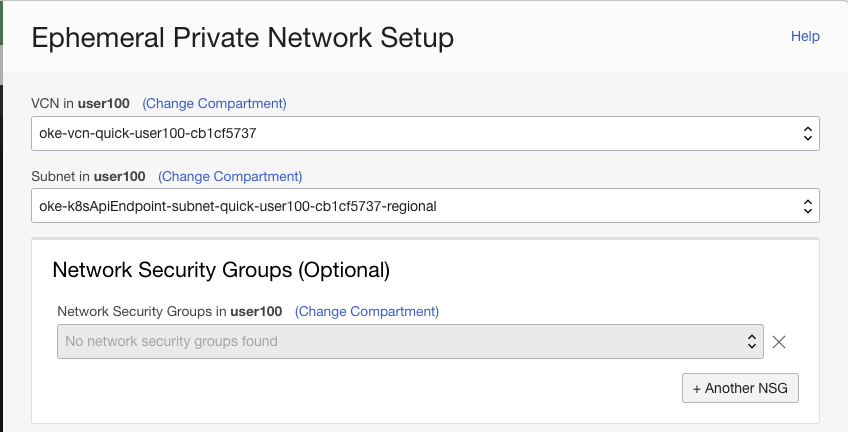 Ephemeral Private Network Setup
Help
VCN in user100 (Change Compartment)
oke-vcn-quick-user100-cb1cf5737
Subnet in user100 (Change Compartment)
oke-k8sApiEndpoint-subnet-quick-user100-cb1cf5737-regional
Network Security Groups (Optional)
Network Security Groups in user100 (Change Compartment)
No network security groups found
+ Another NSG